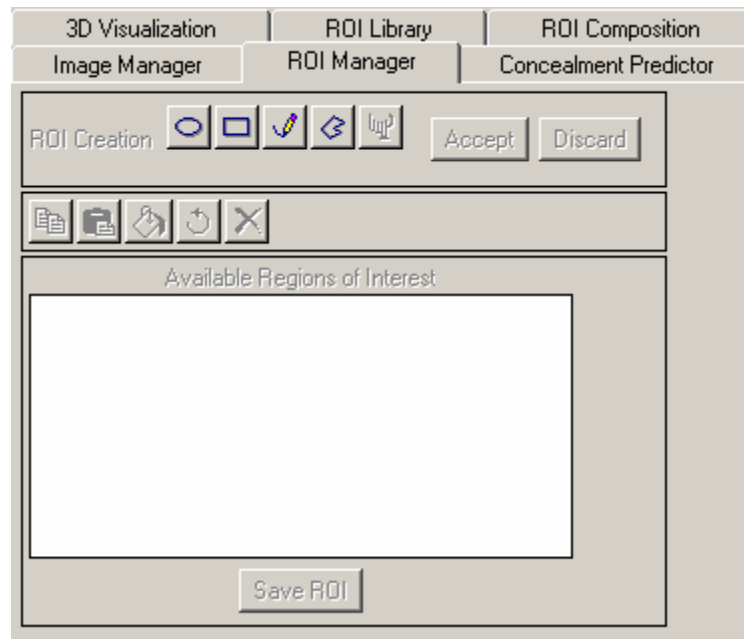 3D Visualization ROI Library ROI Composition
Image Manager ROI Manager Concealment Predictor
ROI Creation Accept Discard
Available Regions of Interest
Save ROI